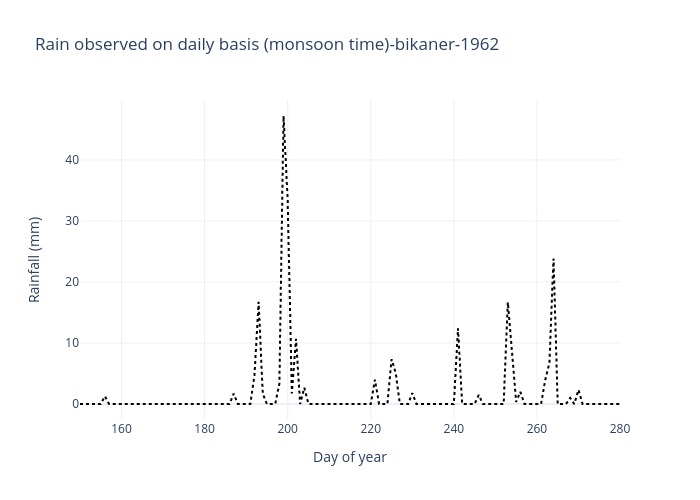 Rain observed on daily basis (monsoon time)-bikaner-1962
Rainfall (mm)
40
30
20
10
0
160 180 200 220 240 260 280
Day of year